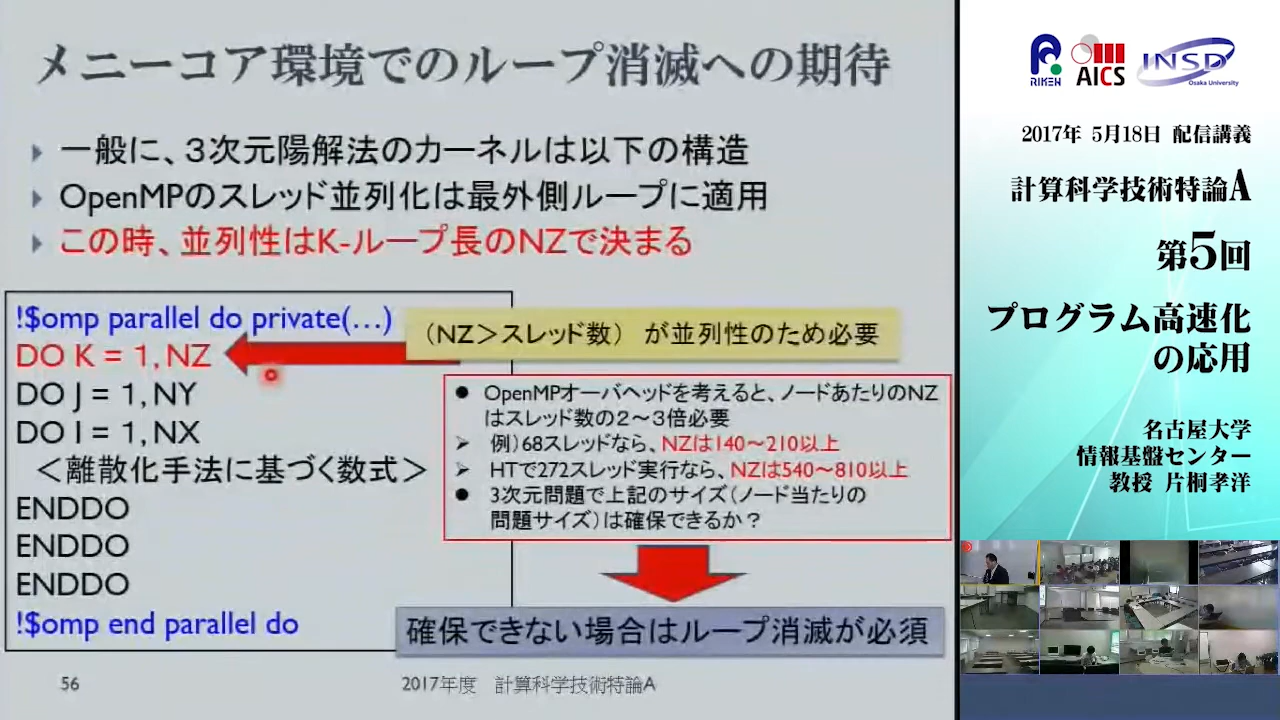 メニーコア環境でのループ消滅への期待
一般に、３次元陽解法のカーネルは以下の構造
OpenMPのスレッド並列化は最外側ループに適用
この時、並列性はK-ループ長のNZで決まる
!$omp parallel do private(…)
DO K = 1, NZ
DO J = 1, NY
DO I = 1, NX
＜離散化手法に基づく数式＞
ENDDO
ENDDO
ENDDO
!$omp end parallel do
（NZ＞スレッド数） が並列性のため必要
● OpenMPオーバヘッドを考えると、ノードあたりのNZ
はスレッド数の２～３倍必要
➢ 例）68スレッドなら、NZは140～210以上
➢ HTで272スレッド実行なら、NZは540～810以上
● 3次元問題で上記のサイズ（ノード当たりの
問題サイズ）は確保できるか？
確保できない場合はループ消滅が必須
56
2017年度 計算科学技術特論A
RIKEN
AICS
INSD
Osaka University
2017年 5月18日 配信講義
計算科学技術特論A
第5回
プログラム高速化
の応用
名古屋大学
情報基盤センター
教授 片桐孝洋